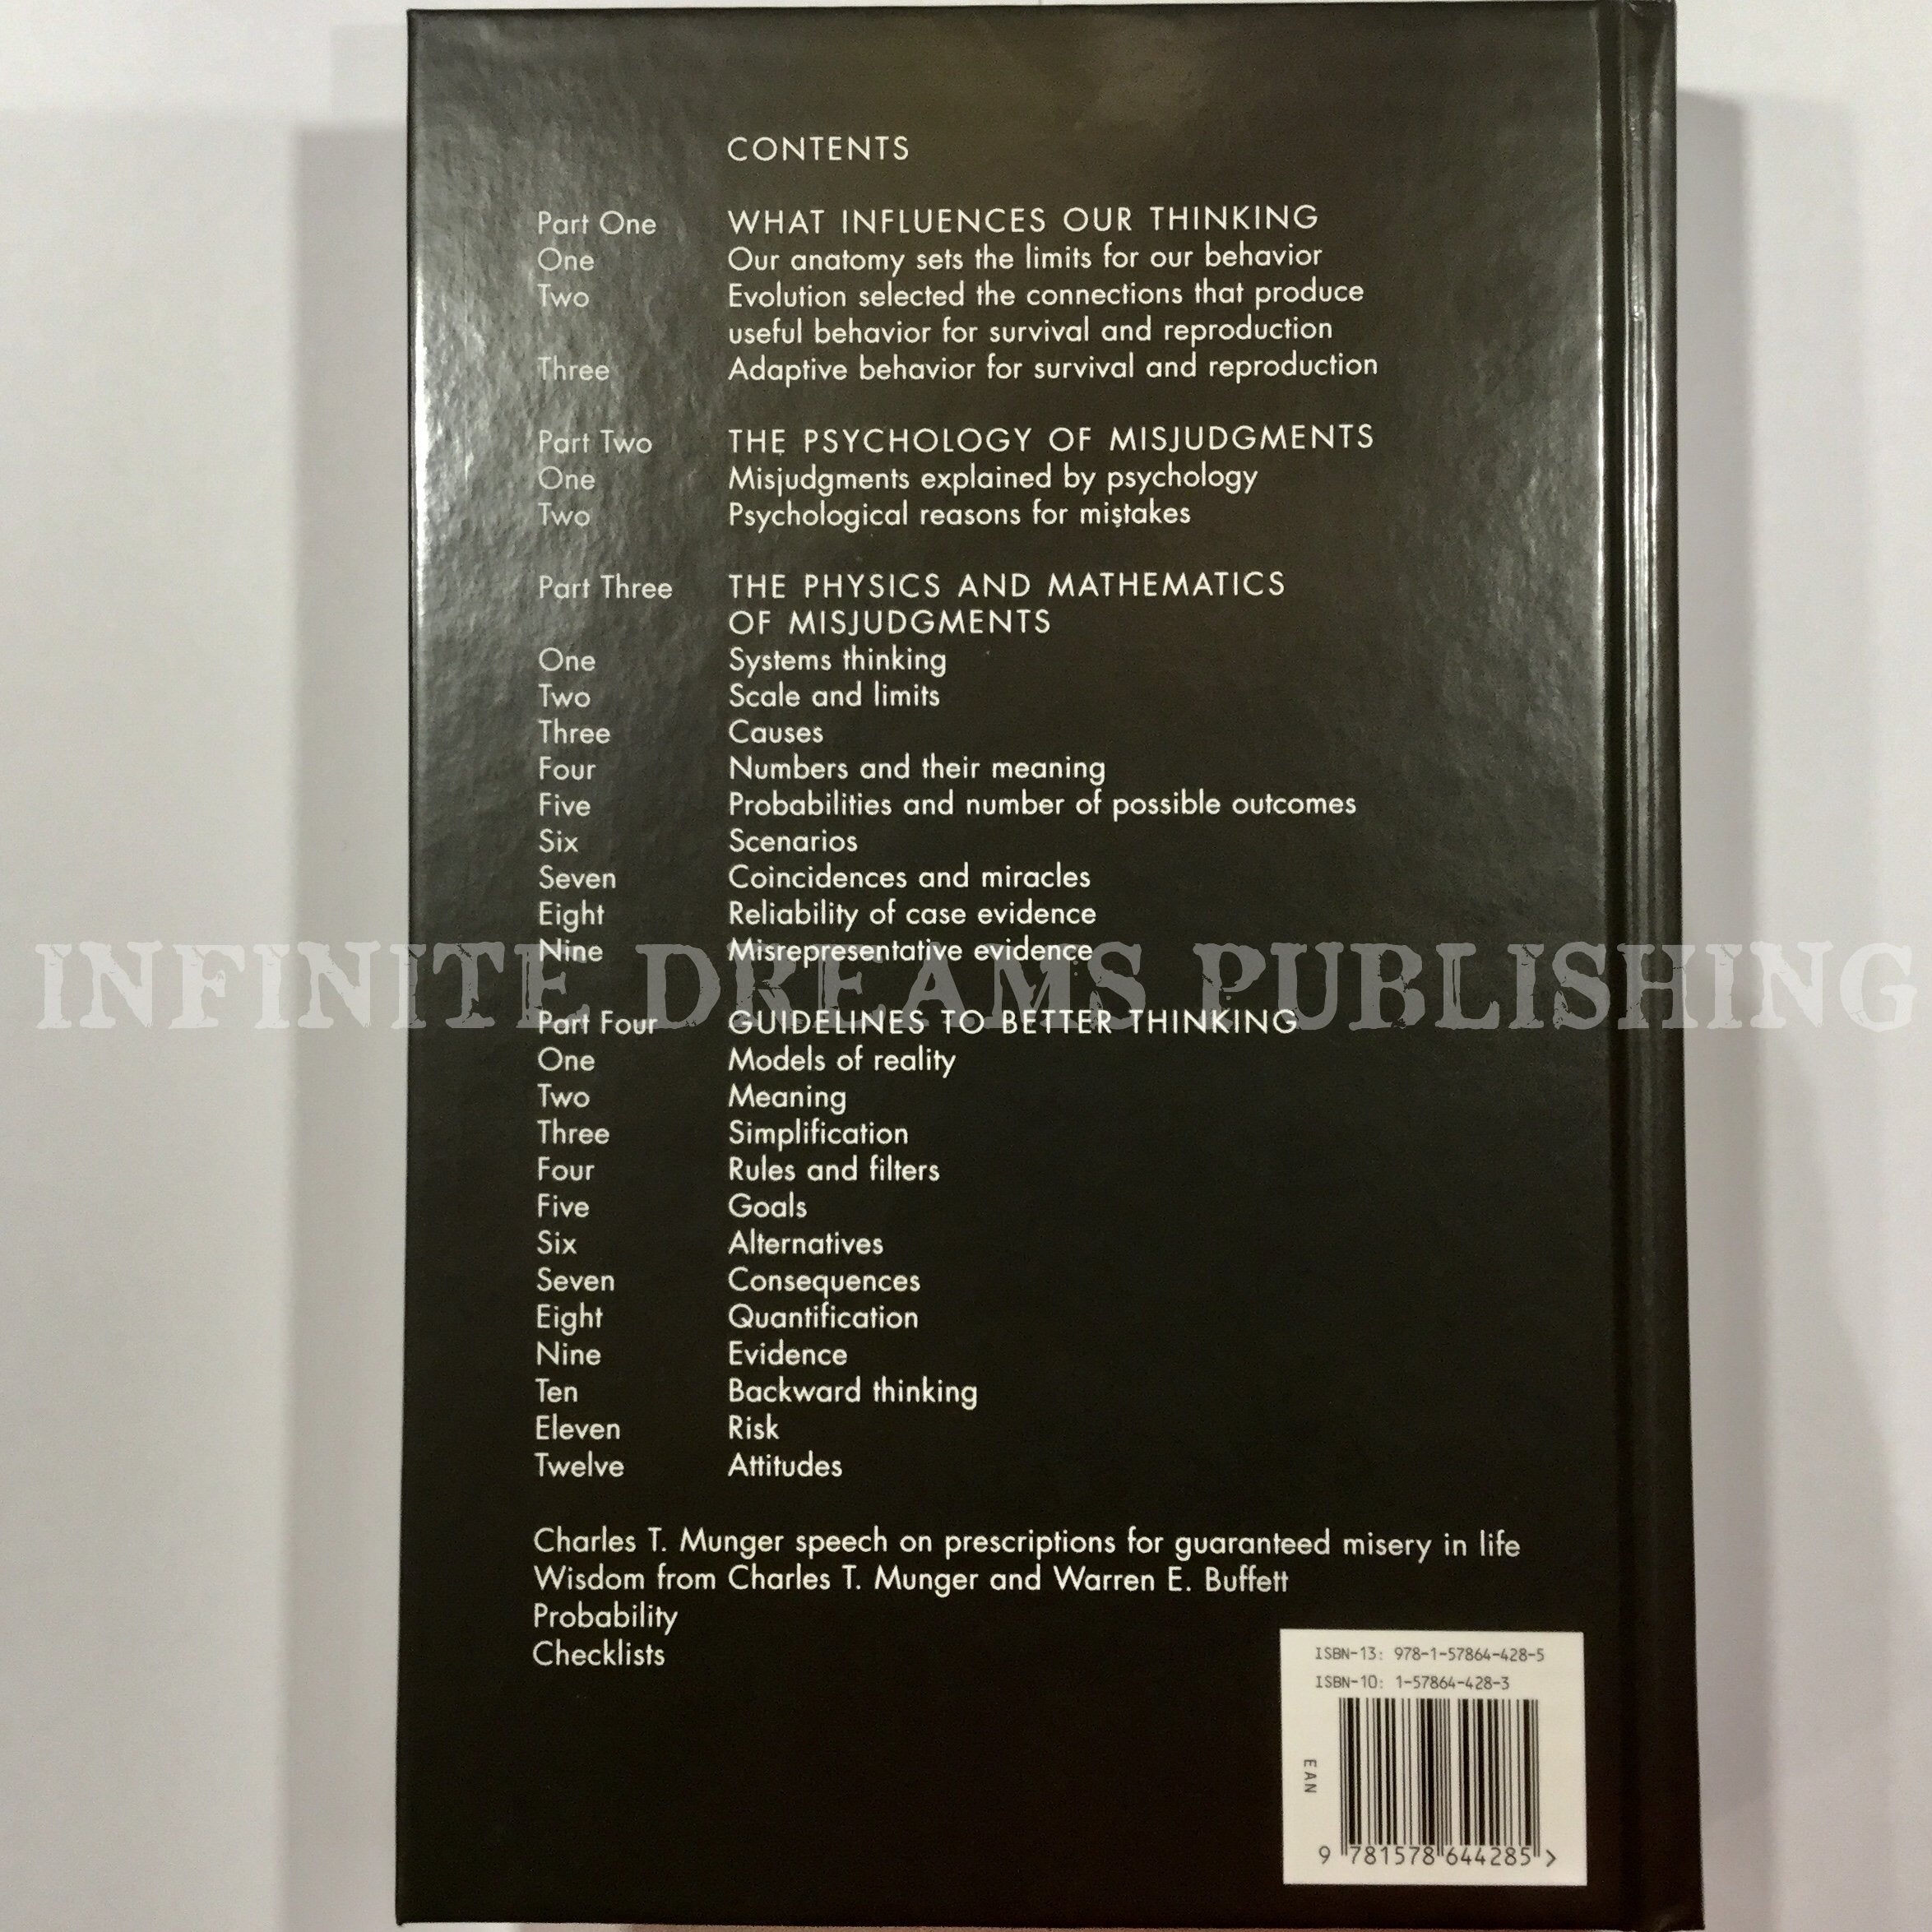 CONTENTS
Part One WHAT INFLUENCES OUR THINKING
One Our anatomy sets the limits for our behavior
Two Evolution selected the connections that produce
useful behavior for survival and reproduction
Three Adaptive behavior for survival and reproduction
Part Two THE PSYCHOLOGY OF MISJUDGMENTS
One Misjudgments explained by psychology
Two Psychological reasons for mistakes
Part Three THE PHYSICS AND MATHEMATICS
OF MISJUDGMENTS
One Systems thinking
Two Scale and limits
Three Causes
Four Numbers and their meaning
Five Probabilities and number of possible outcomes
Six Scenarios
Seven Coincidences and miracles
Eight Reliability of case evidence
Nine Misrepresentative evidence
INFINITE DREAMS PUBLISHING
Part Four GUIDELINES TO BETTER THINKING
One Models of reality
Two Meaning
Three Simplification
Four Rules and filters
Five Goals
Six Alternatives
Seven Consequences
Eight Quantification
Nine Evidence
Ten Backward thinking
Eleven Risk
Twelve Attitudes
Charles T. Munger speech on prescriptions for guaranteed misery in life
Wisdom from Charles T. Munger and Warren E. Buffett
Probability
Checklists
ISBN-13: 978-1-57864-428-5
ISBN-10: 1-57864-428-3
EAN
9 781578 644285 >